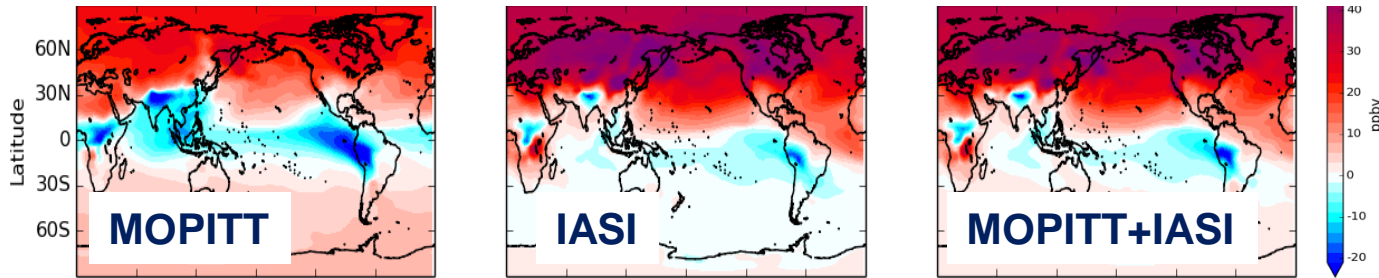 Latitude
60N
30N
0
30S
60S
MOPITT
IASI
MOPITT+IASI
40
30
20
10
0
-10
-20
ppbv